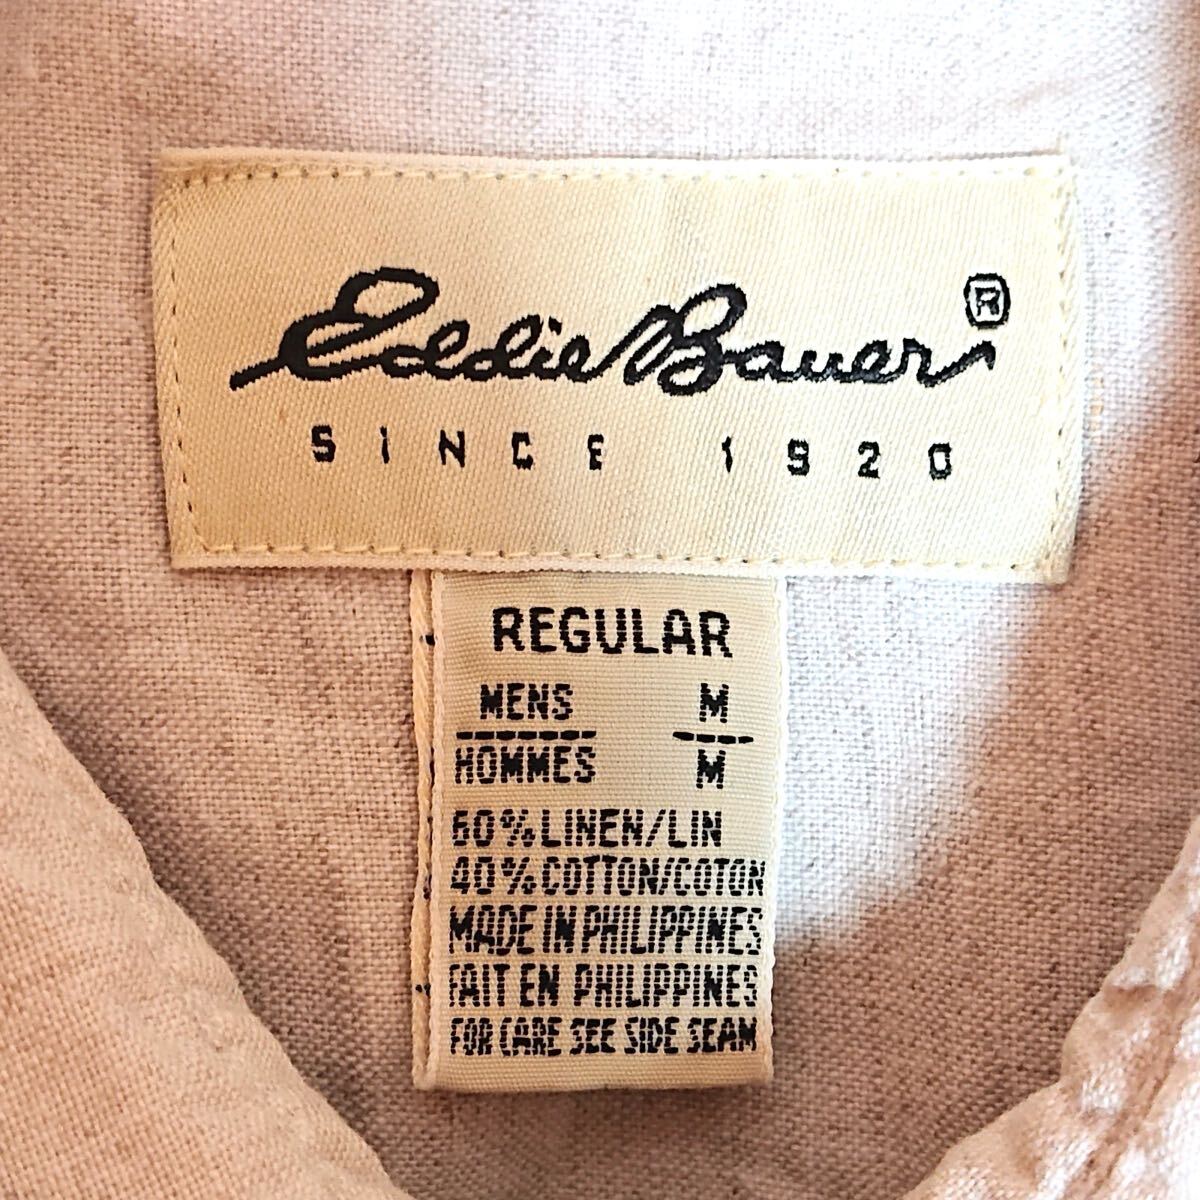 Eddie Bauer ®
SINCE 1920
REGULAR
MENS M
HOMMES M
60% LINEN/LIN
40% COTTON/COTON
MADE IN PHILIPPINES
FAIT EN PHILIPPINES
FOR CARE SEE SIDE SEAM